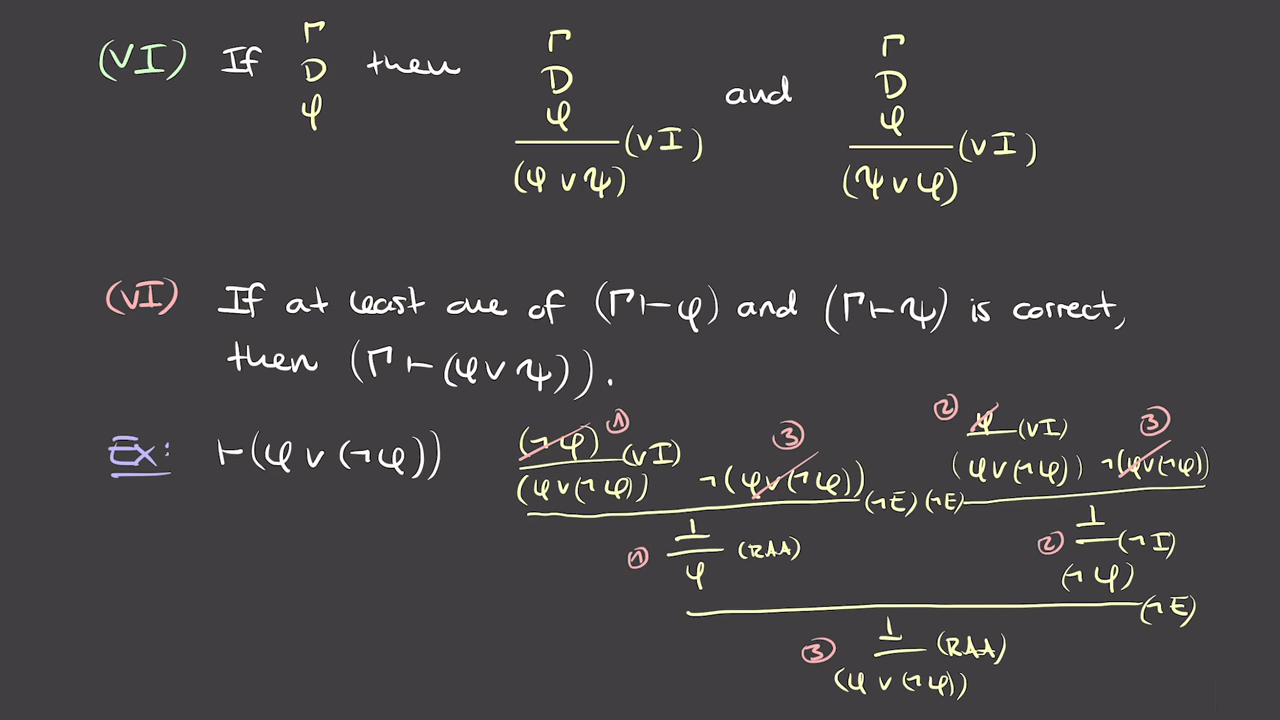 (∨I) If Γ D φ then Γ D φ (∨I) (φ ∨ ψ) and Γ D φ (∨I) (ψ ∨ φ)
(∨I) If at least one of (Γ ⊢ φ) and (Γ ⊢ ψ) is correct,
then (Γ ⊢ (φ ∨ ψ)).
Ex: ⊢ (φ ∨ (¬φ))
(¬φ) ① (∨I) ③ ② φ (∨I) ③
(φ ∨ (¬φ)) ¬(φ ∨ (¬φ)) (¬E) (¬E) (φ ∨ (¬φ)) ¬(φ ∨ (¬φ))
① ⊥ (RAA) ② ⊥ (¬I)
φ (¬φ) (¬E)
③ ⊥ (RAA)
(φ ∨ (¬φ))